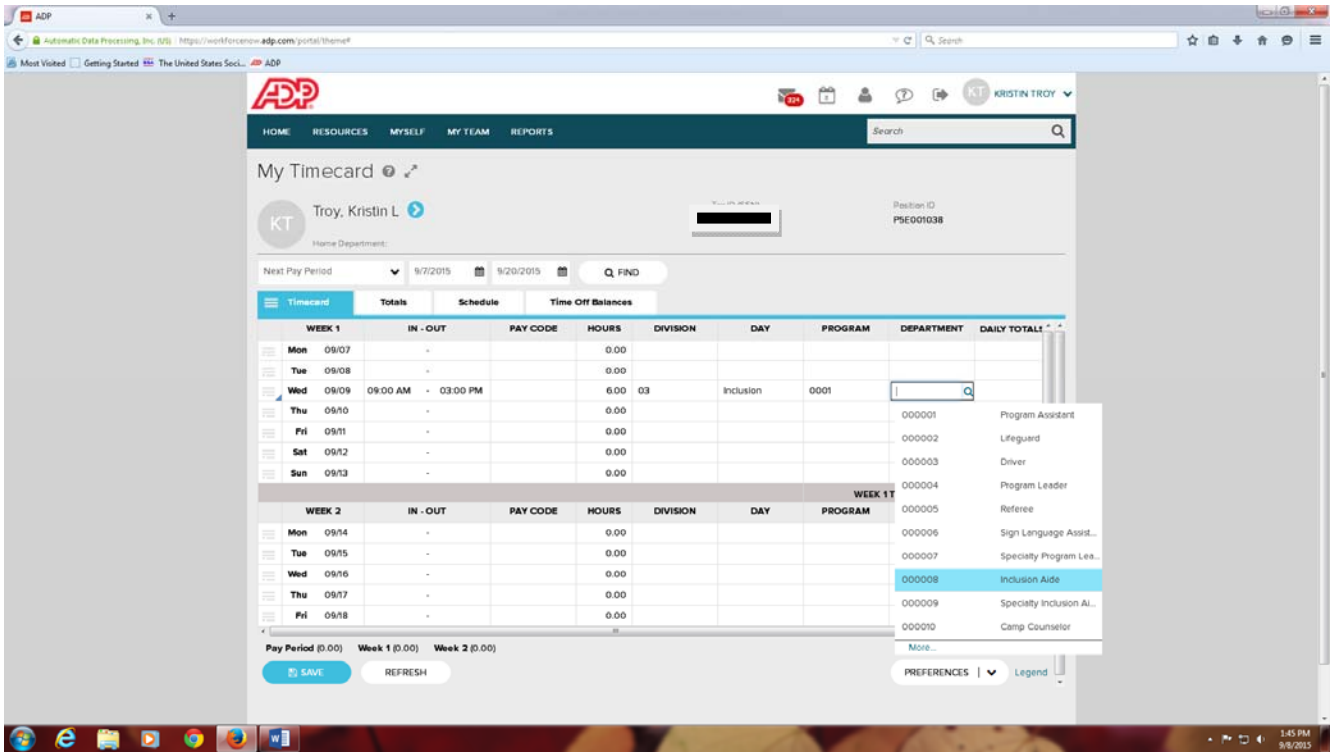 ADP
Automatic Data Processing, Inc. (US) https://workforcenow.adp.com/portal/theme# Search
Most Visited Getting Started The United States Soci... ADP ADP
ADP 324 KT KRISTIN TROY
HOME RESOURCES MYSELF MY TEAM REPORTS Search
My Timecard
KT Troy, Kristin L Position ID
P5E001038
Home Department:
Next Pay Period 9/7/2015 9/20/2015 FIND
Timecard Totals Schedule Time Off Balances
WEEK 1 IN - OUT PAY CODE HOURS DIVISION DAY PROGRAM DEPARTMENT DAILY TOTALS
Mon 09/07 - 0.00
Tue 09/08 - 0.00
Wed 09/09 09:00 AM - 03:00 PM 6.00 03 Inclusion 0001
Thu 09/10 - 0.00
Fri 09/11 - 0.00
Sat 09/12 - 0.00
Sun 09/13 - 0.00
WEEK 1 T
WEEK 2 IN - OUT PAY CODE HOURS DIVISION DAY PROGRAM
Mon 09/14 - 0.00
Tue 09/15 - 0.00
Wed 09/16 - 0.00
Thu 09/17 - 0.00
Fri 09/18 - 0.00
000001 Program Assistant
000002 Lifeguard
000003 Driver
000004 Program Leader
000005 Referee
000006 Sign Language Assist...
000007 Specialty Program Lea...
000008 Inclusion Aide
000009 Specialty Inclusion Ai...
000010 Camp Counselor
More...
Pay Period (0.00) Week 1 (0.00) Week 2 (0.00)
SAVE REFRESH PREFERENCES Legend
1:45 PM
9/8/2015